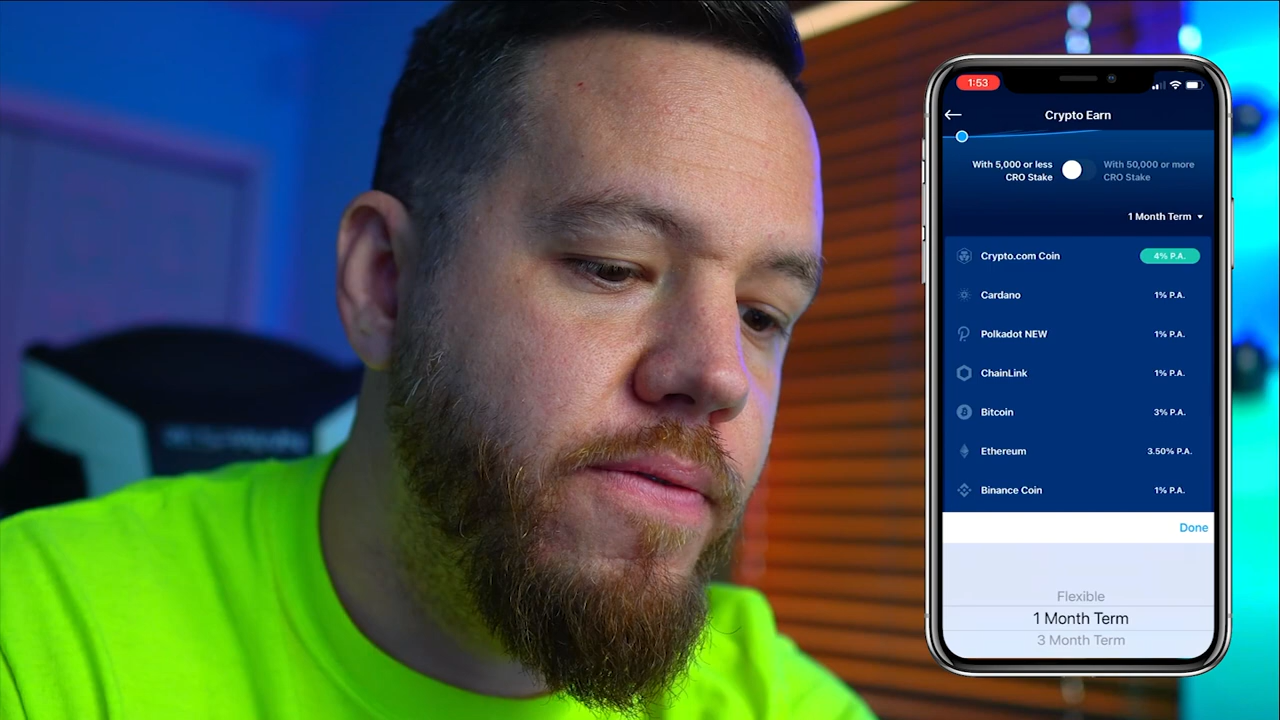 1:53
Crypto Earn
With 5,000 or less
CRO Stake
With 50,000 or more
CRO Stake
1 Month Term
Crypto.com Coin 4% P.A.
Cardano 1% P.A.
Polkadot NEW 1% P.A.
ChainLink 1% P.A.
Bitcoin 3% P.A.
Ethereum 3.50% P.A.
Binance Coin 1% P.A.
Done
Flexible
1 Month Term
3 Month Term